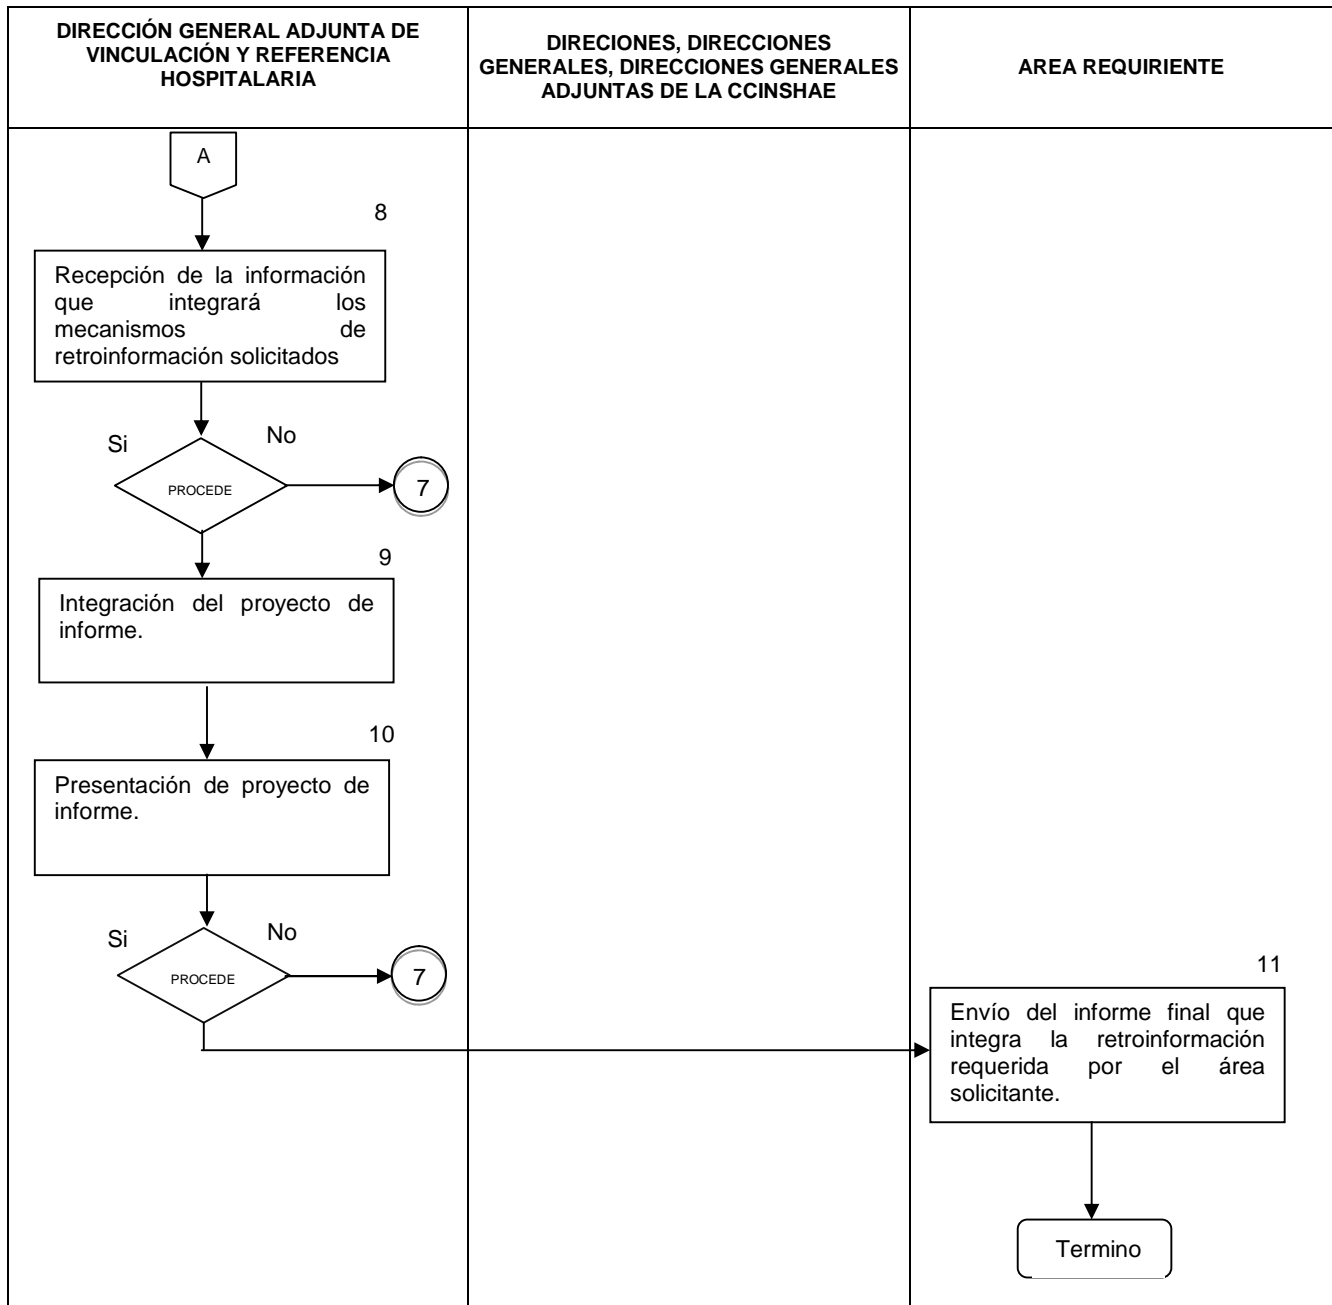 DIRECCIÓN GENERAL ADJUNTA DE
VINCULACIÓN Y REFERENCIA
HOSPITALARIA
DIRECIONES, DIRECCIONES
GENERALES, DIRECCIONES GENERALES
ADJUNTAS DE LA CCINSHAE
AREA REQUIRIENTE
A
8
Recepción de la información
que integrará los
mecanismos de
retroinformación solicitados
Si
No
PROCEDE
7
9
Integración del proyecto de
informe.
10
Presentación de proyecto de
informe.
Si
No
PROCEDE
7
11
Envío del informe final que
integra la retroinformación
requerida por el área
solicitante.
Termino